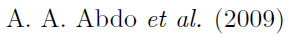 A. A. Abdo et al. (2009)